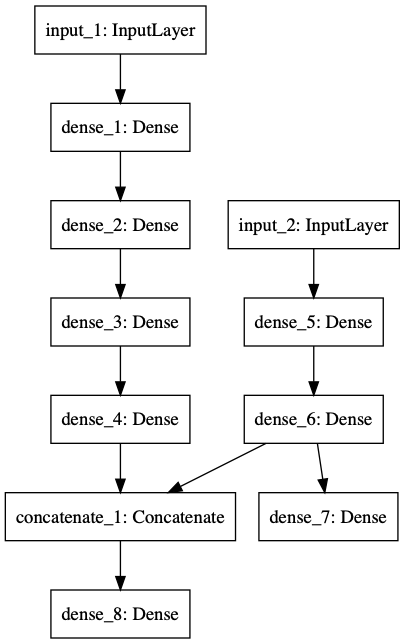 input_1: InputLayer
dense_1: Dense
dense_2: Dense
input_2: InputLayer
dense_3: Dense
dense_5: Dense
dense_4: Dense
dense_6: Dense
concatenate_1: Concatenate
dense_7: Dense
dense_8: Dense